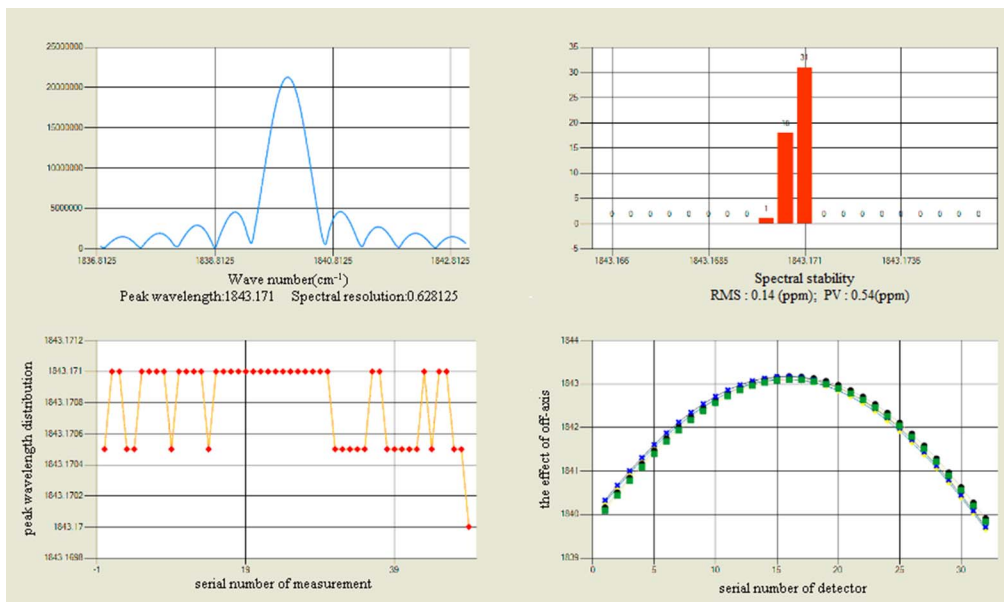 25000000
20000000
15000000
10000000
5000000
0
1836.8125 1838.8125 1840.8125 1842.8125
Wave number(cm⁻¹)
Peak wavelength:1843.171 Spectral resolution:0.628125
35
30
25
20
15
10
5
0
-5
31
1
0 0 0 0 0 0 0 0 0 0 0 0 0 0 0 0 0
1843.166 1843.1685 1843.171 1843.1735
Spectral stability
RMS : 0.14 (ppm); PV : 0.54(ppm)
peak wavelength distribution
1843.1712
1843.171
1843.1708
1843.1706
1843.1704
1843.1702
1843.17
1843.1698
-1 19 39
serial number of measurement
the effect of off-axis
1844
1843
1842
1841
1840
1839
0 5 10 15 20 25 30
serial number of detector